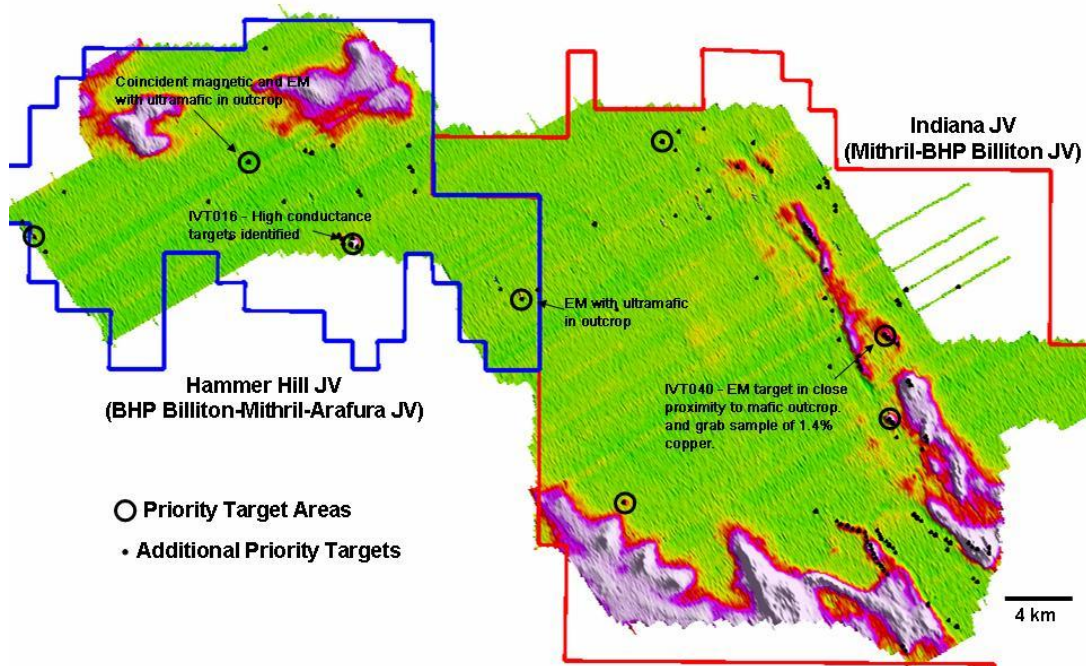 Coincident magnetic and EM
with ultramafic in outcrop
Indiana JV
(Mithril-BHP Billiton JV)
IVT016 - High conductance
targets identified
EM with ultramafic
in outcrop
Hammer Hill JV
(BHP Billiton-Mithril-Arafura JV)
IVT040 - EM target in close
proximity to mafic outcrop.
and grab sample of 1.4%
copper.
Priority Target Areas
Additional Priority Targets
4 km